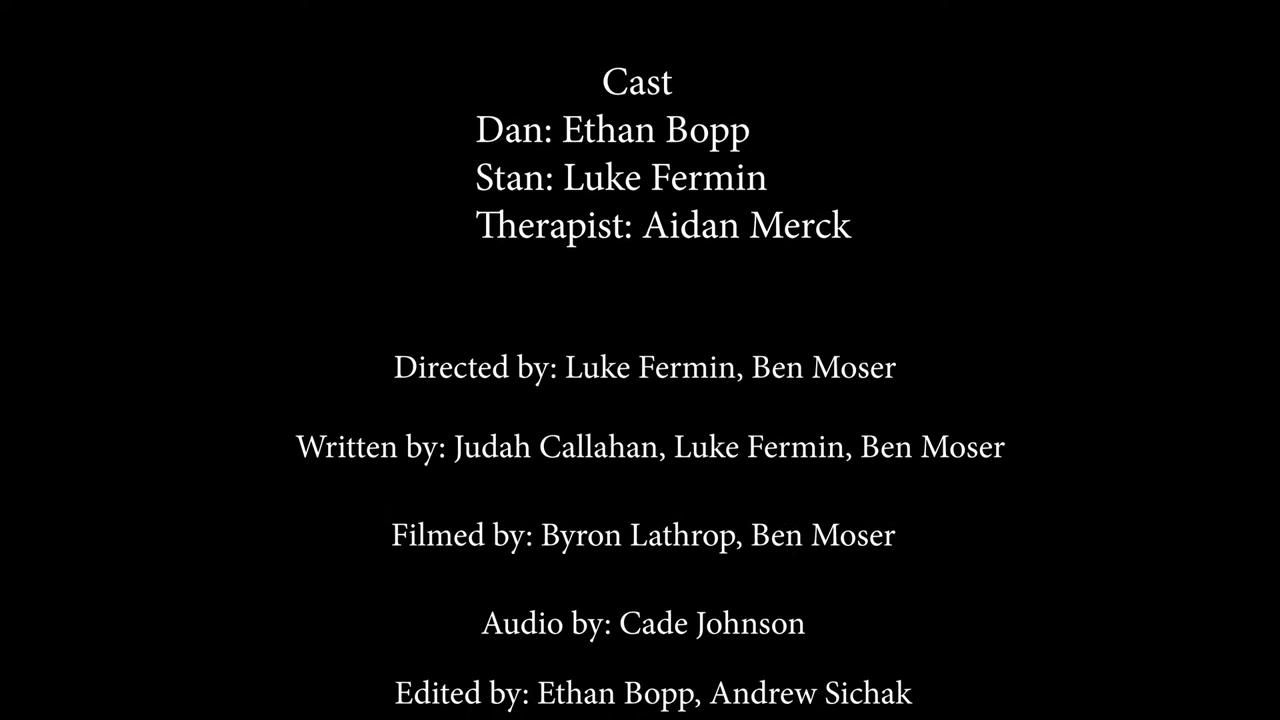 Cast
Dan: Ethan Bopp
Stan: Luke Fermin
Therapist: Aidan Merck
Directed by: Luke Fermin, Ben Moser
Written by: Judah Callahan, Luke Fermin, Ben Moser
Filmed by: Byron Lathrop, Ben Moser
Audio by: Cade Johnson
Edited by: Ethan Bopp, Andrew Sichak